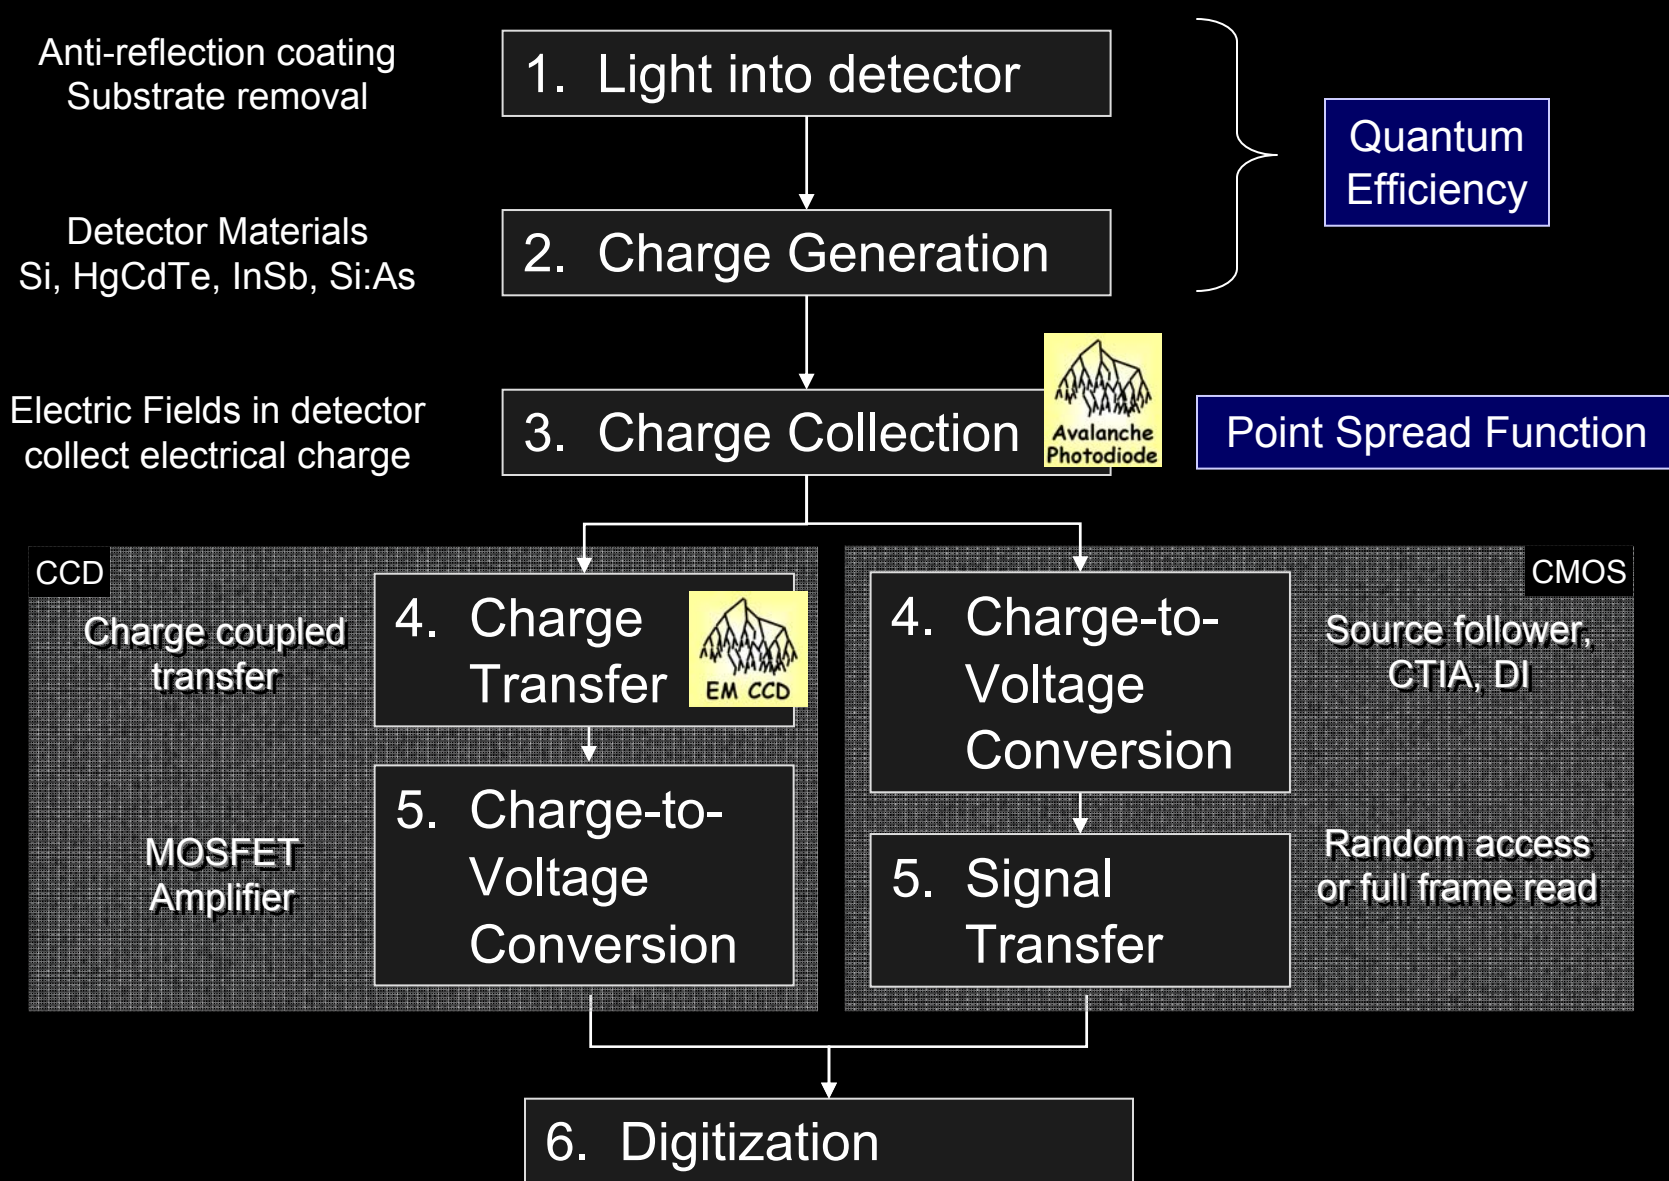 Anti-reflection coating
Substrate removal
1. Light into detector
Quantum
Efficiency
Detector Materials
Si, HgCdTe, InSb, Si:As
2. Charge Generation
Electric Fields in detector
collect electrical charge
3. Charge Collection
Avalanche
Photodiode
Point Spread Function
CCD
Charge coupled
transfer
4. Charge
Transfer
EM CCD
MOSFET
Amplifier
5. Charge-to-
Voltage
Conversion
CMOS
4. Charge-to-
Voltage
Conversion
Source follower,
CTIA, DI
5. Signal
Transfer
Random access
or full frame read
6. Digitization